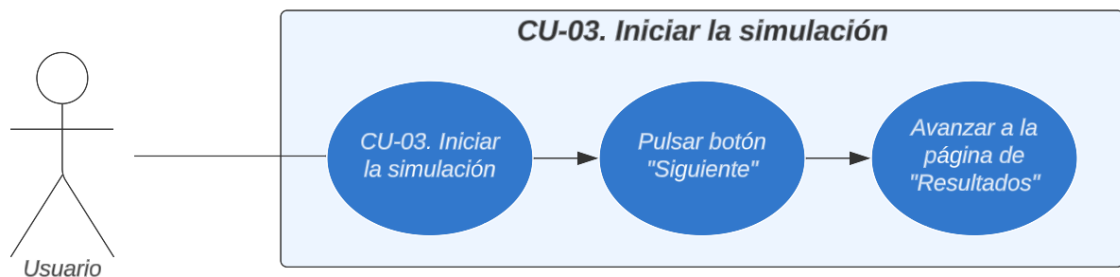 CU-03. Iniciar la simulación
CU-03. Iniciar
la simulación
Pulsar botón
"Siguiente"
Avanzar a la
página de
"Resultados"
Usuario